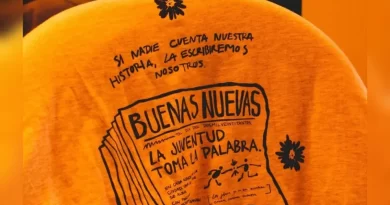 SI NADIE CUENTA NUESTRA
HISTORIA, LA ESCRIBIREMOS
NOSOTROS.
BUENAS NUEVAS
LA JUVENTUD
TOMA LA PALABRA.